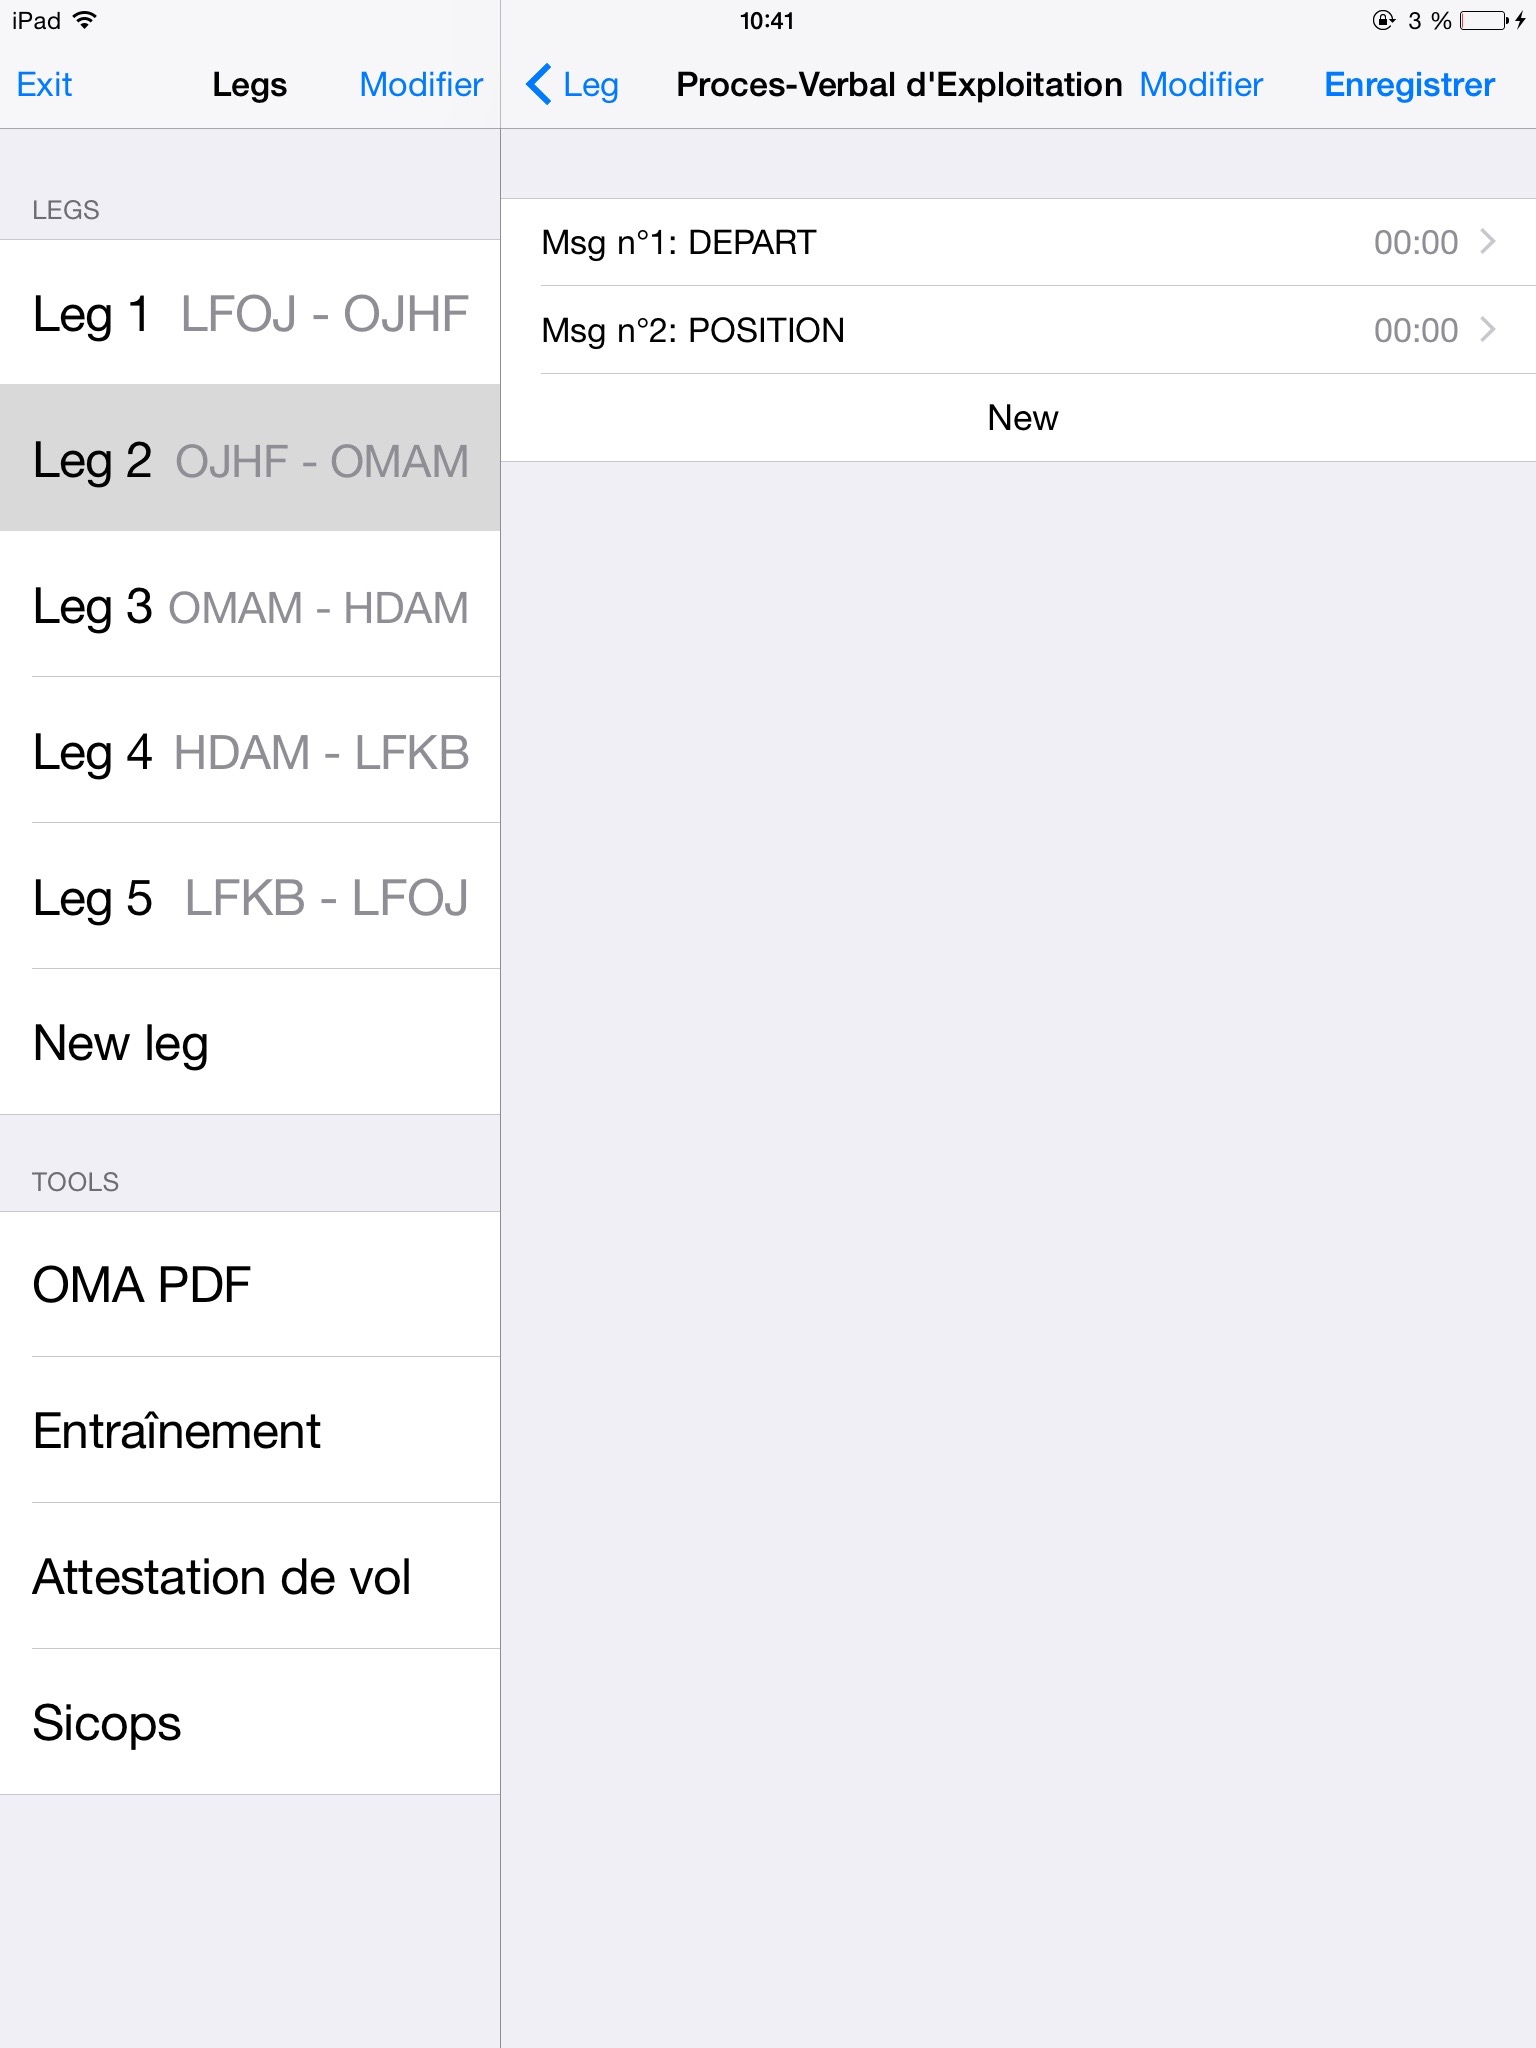 iPad 10:41 3 %
Exit Legs Modifier
Leg Proces-Verbal d'Exploitation Modifier Enregistrer
LEGS
Leg 1 LFOJ - OJHF
Leg 2 OJHF - OMAM
Leg 3 OMAM - HDAM
Leg 4 HDAM - LFKB
Leg 5 LFKB - LFOJ
New leg
TOOLS
OMA PDF
Entraînement
Attestation de vol
Sicops
Msg n°1: DEPART 00:00
Msg n°2: POSITION 00:00
New